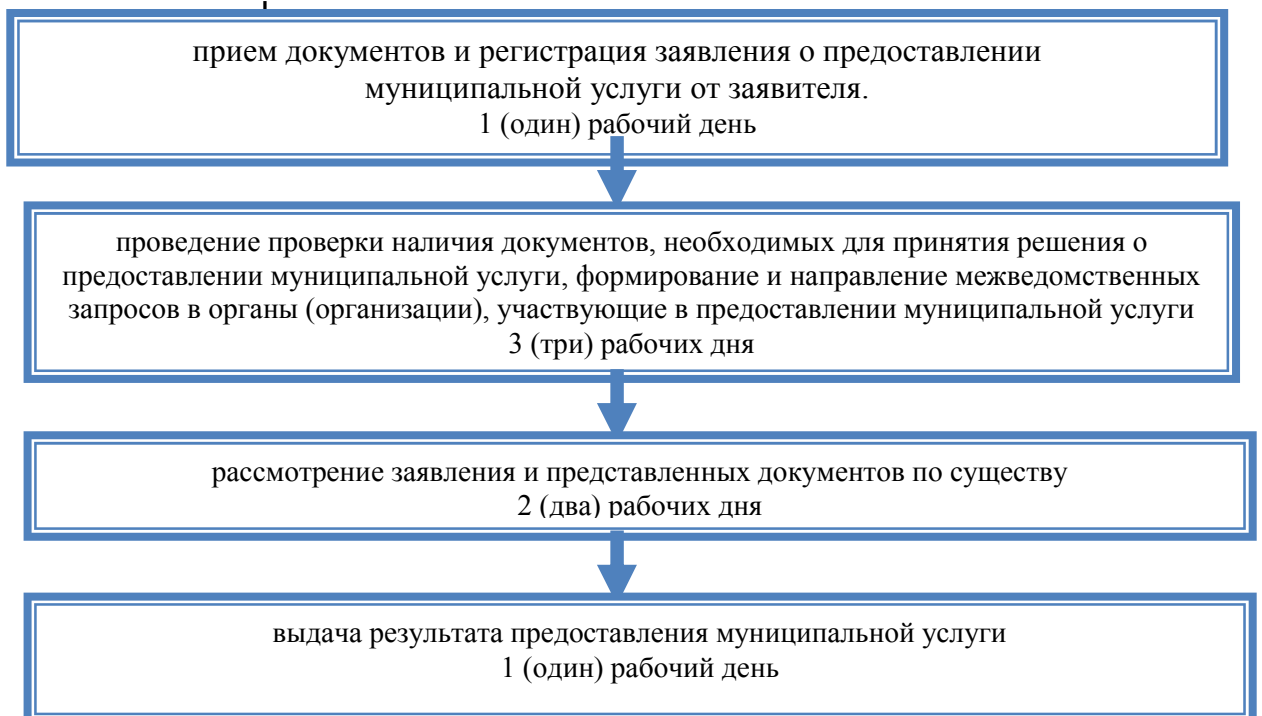 прием документов и регистрация заявления о предоставлении
муниципальной услуги от заявителя.
1 (один) рабочий день
проведение проверки наличия документов, необходимых для принятия решения о
предоставлении муниципальной услуги, формирование и направление межведомственных
запросов в органы (организации), участвующие в предоставлении муниципальной услуги
3 (три) рабочих дня
рассмотрение заявления и представленных документов по существу
2 (два) рабочих дня
выдача результата предоставления муниципальной услуги
1 (один) рабочий день